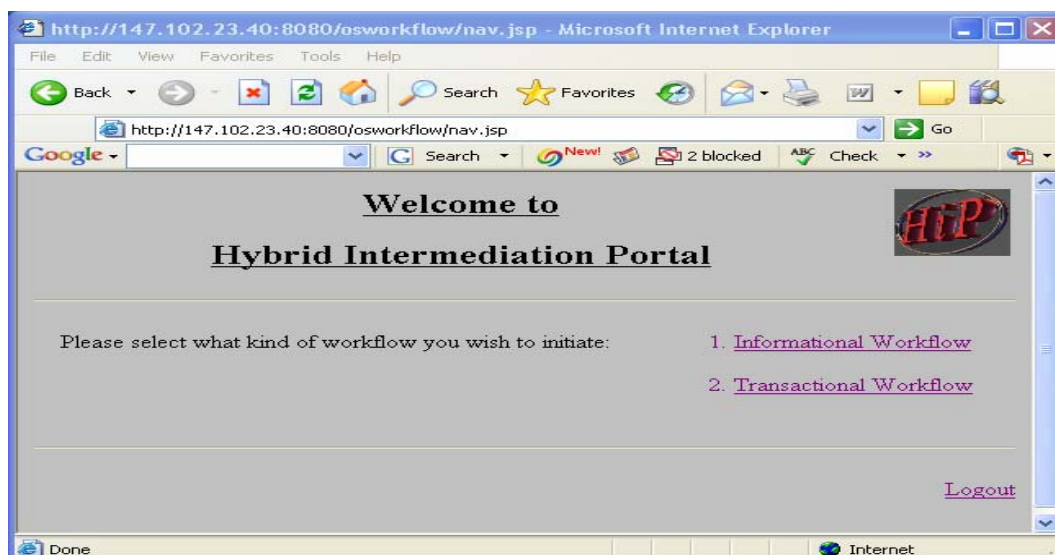 http://147.102.23.40:8080/osworkflow/nav.jsp - Microsoft Internet Explorer
File Edit View Favorites Tools Help
Back Search Favorites W
http://147.102.23.40:8080/osworkflow/nav.jsp Go
Google G Search New! 2 blocked ABC Check »
Welcome to
HiP
Hybrid Intermediation Portal
Please select what kind of workflow you wish to initiate: 1. Informational Workflow
2. Transactional Workflow
Logout
Done Internet